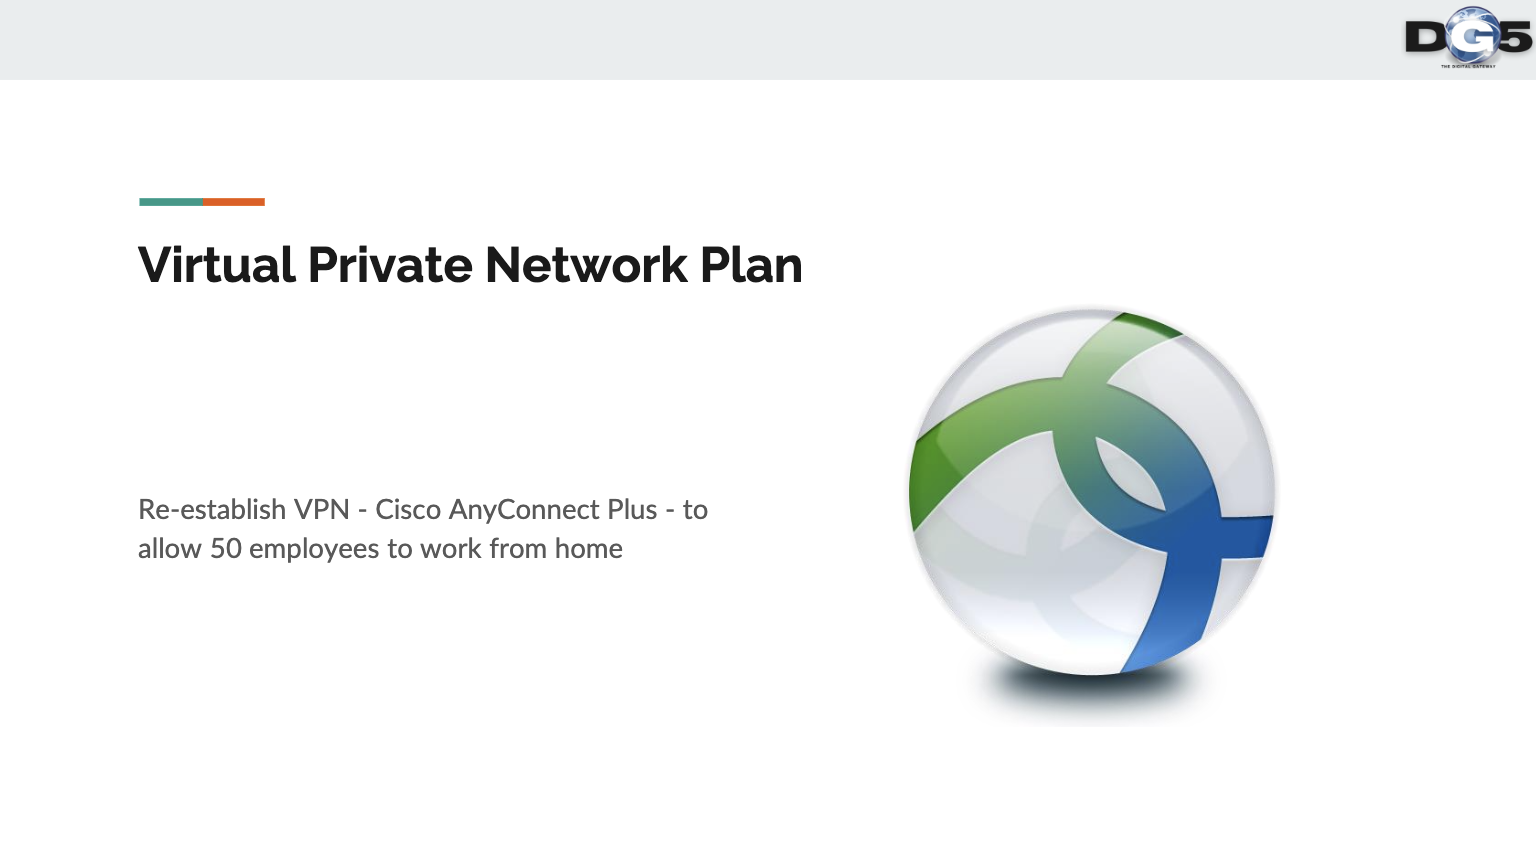 DG5
THE DIGITAL GATEWAY
Virtual Private Network Plan
Re-establish VPN - Cisco AnyConnect Plus - to
allow 50 employees to work from home